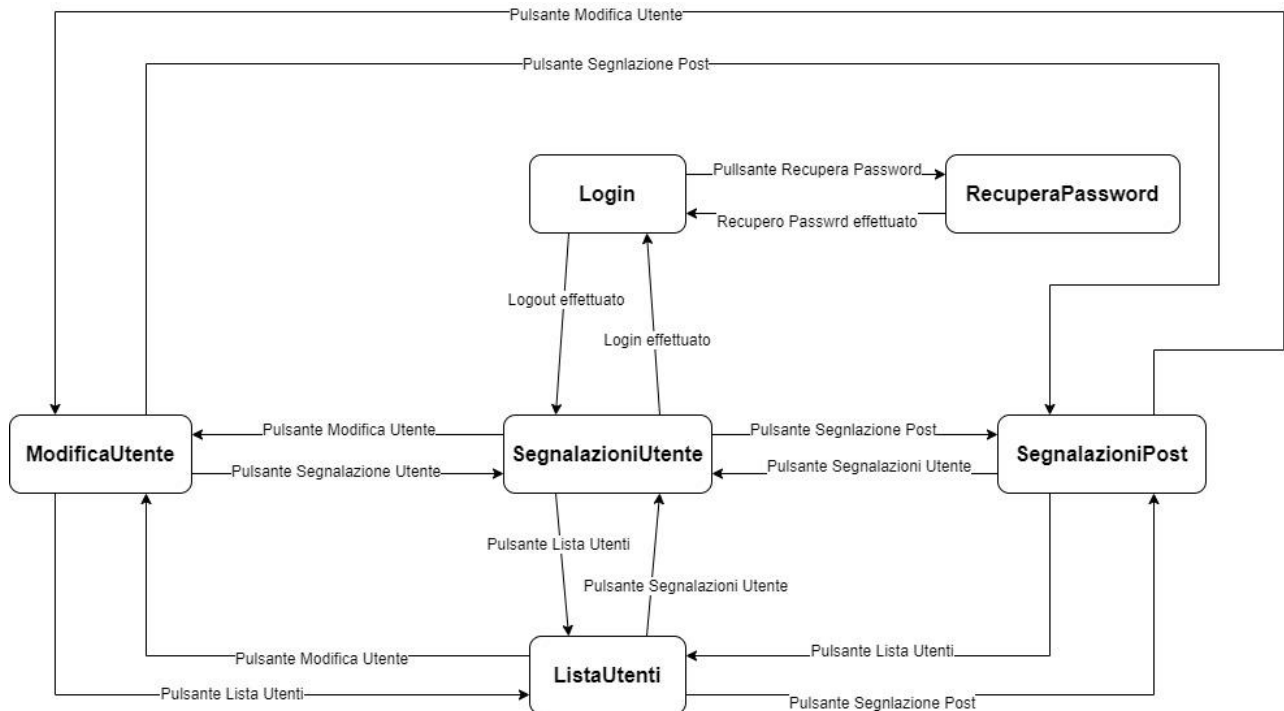 Pulsante Modifica Utente
Pulsante Segnlazione Post
Login
Pullsante Recupera Password
RecuperaPassword
Recupero Passwrd effettuato
Logout effettuato
Login effettuato
ModificaUtente
Pulsante Modifica Utente
Pulsante Segnalazione Utente
SegnalazioniUtente
Pulsante Segnlazione Post
Pulsante Segnalazioni Utente
SegnalazioniPost
Pulsante Lista Utenti
Pulsante Segnalazioni Utente
Pulsante Modifica Utente
Pulsante Lista Utenti
ListaUtenti
Pulsante Lista Utenti
Pulsante Segnlazione Post